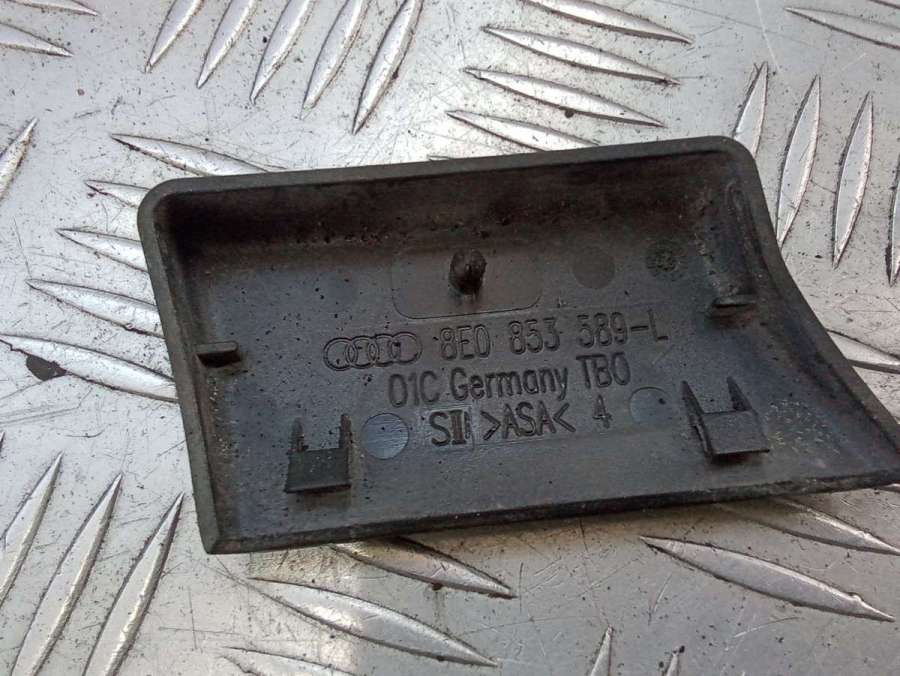 8E0 853 589-L
01C Germany TBO
SII >ASA< 4